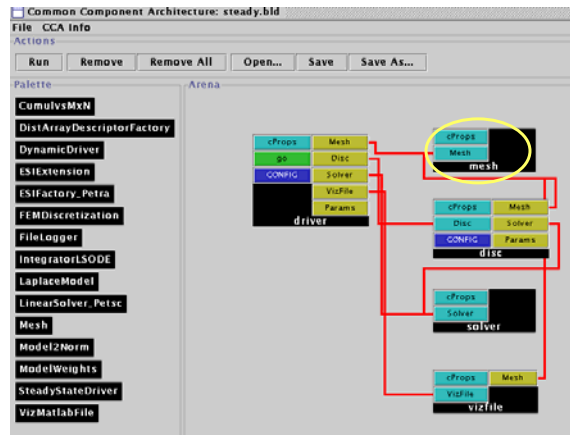 Common Component Architecture: steady.bld
File CCA Info
Actions
Run Remove Remove All Open... Save Save As...
Palette
Arena
CumulvsMxN
DistArrayDescriptorFactory
DynamicDriver
ESIExtension
ESIFactory_Petra
FEMDiscretization
FileLogger
IntegratorLSODE
LaplaceModel
LinearSolver_Petsc
Mesh
Model2Norm
ModelWeights
SteadyStateDriver
VizMatlabFile
cProps Mesh
go Disc
CONFIG Solver
VizFile
Params
driver
cProps
Mesh
mesh
cProps Mesh
Disc Solver
CONFIG Params
disc
cProps
Solver
solver
cProps Mesh
VizFile
vizfile